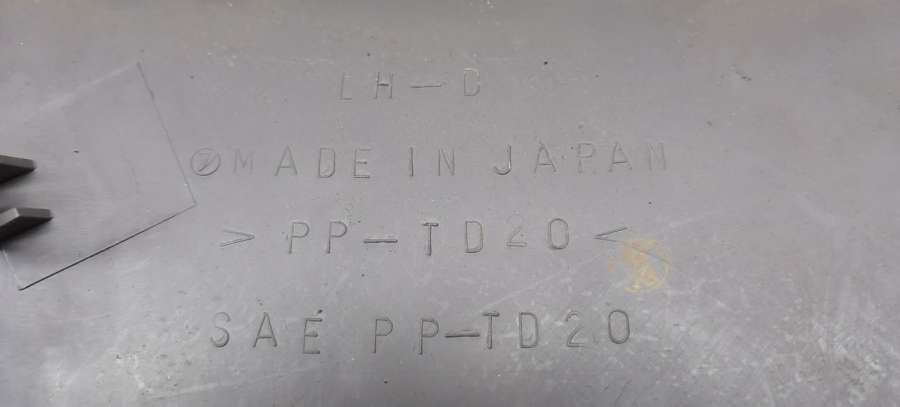 LH-C
MADE IN JAPAN
>PP-TD20<
SAE PP-TD20